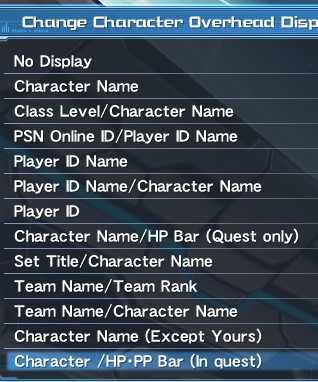 Change Character Overhead Disp
No Display
Character Name
Class Level/Character Name
PSN Online ID/Player ID Name
Player ID Name
Player ID Name/Character Name
Player ID
Character Name/HP Bar (Quest only)
Set Title/Character Name
Team Name/Team Rank
Team Name/Character Name
Character Name (Except Yours)
Character /HP･PP Bar (In quest)